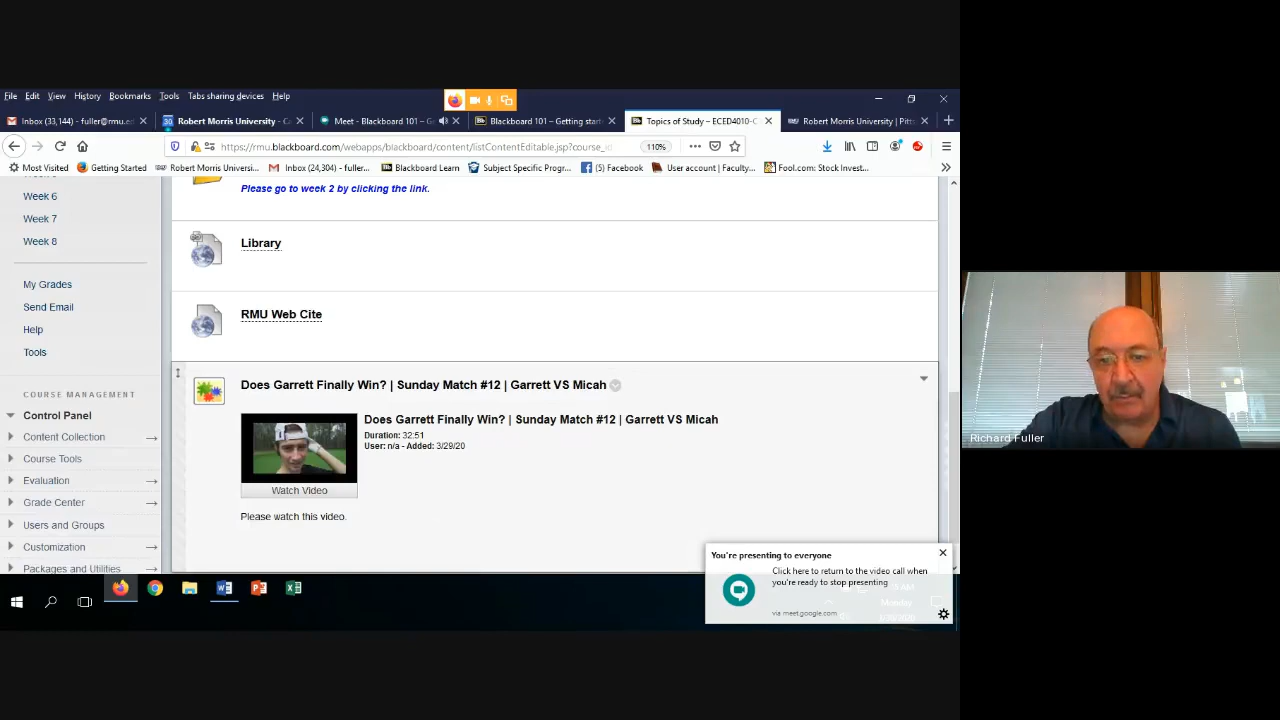 File Edit View History Bookmarks Tools Tabs sharing devices Help
Inbox (33,144) - fuller@rmu.e
30 Robert Morris University - C
Meet - Blackboard 101 – G
Blackboard 101 – Getting start
Topics of Study – ECED4010-C
Robert Morris University | Pitt
https://rmu.blackboard.com/webapps/blackboard/content/listContentEditable.jsp?course_i
110%
Most Visited
Getting Started
Robert Morris Universit...
Inbox (24,304) - fuller...
Blackboard Learn
Subject Specific Prog...
(5) Facebook
User account | Faculty...
Fool.com: Stock Invest...
Week 6
Week 7
Week 8
My Grades
Send Email
Help
Tools
COURSE MANAGEMENT
Control Panel
Content Collection
Course Tools
Evaluation
Grade Center
Users and Groups
Customization
Packages and Utilities
Please go to week 2 by clicking the link.
Library
RMU Web Cite
Does Garrett Finally Win? | Sunday Match #12 | Garrett VS Micah
Does Garrett Finally Win? | Sunday Match #12 | Garrett VS Micah
Duration: 32:51
User: n/a - Added: 3/29/20
Watch Video
Please watch this video.
You're presenting to everyone
Click here to return to the video call when
you're ready to stop presenting
via meet.google.com
Monday
Richard Fuller